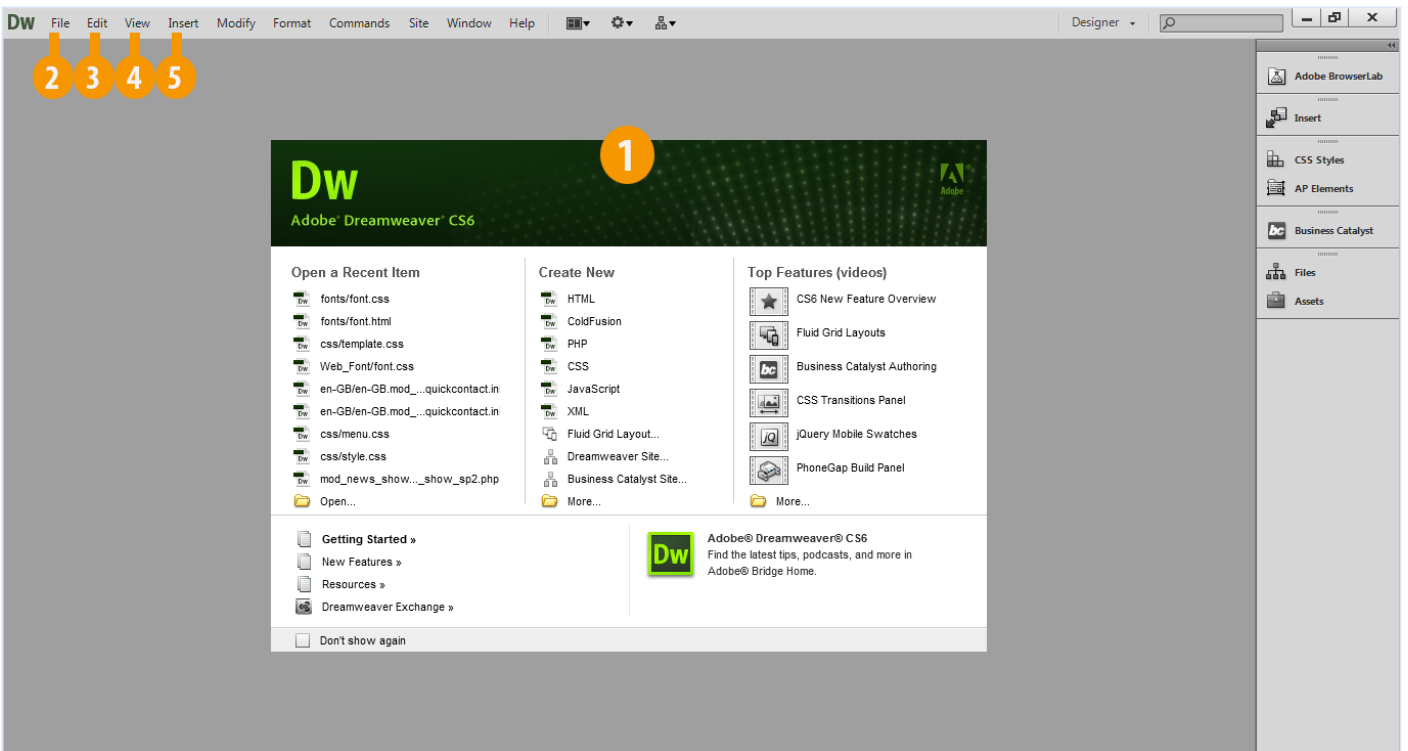 DW File Edit View Insert Modify Format Commands Site Window Help Designer
2 3 4 5
Adobe BrowserLab
Insert
CSS Styles
AP Elements
Business Catalyst
Files
Assets
1
Dw
Adobe® Dreamweaver® CS6
Adobe
Open a Recent Item
fonts/font.css
fonts/font.html
css/template.css
Web_Font/font.css
en-GB/en-GB.mod_...quickcontact.in
en-GB/en-GB.mod_...quickcontact.in
css/menu.css
css/style.css
mod_news_show..._show_sp2.php
Open...
Create New
HTML
ColdFusion
PHP
CSS
JavaScript
XML
Fluid Grid Layout...
Dreamweaver Site...
Business Catalyst Site...
More...
Top Features (videos)
CS6 New Feature Overview
Fluid Grid Layouts
Business Catalyst Authoring
CSS Transitions Panel
jQuery Mobile Swatches
PhoneGap Build Panel
More...
Getting Started »
New Features »
Resources »
Dreamweaver Exchange »
Dw
Adobe® Dreamweaver® CS6
Find the latest tips, podcasts, and more in
Adobe® Bridge Home.
Don't show again